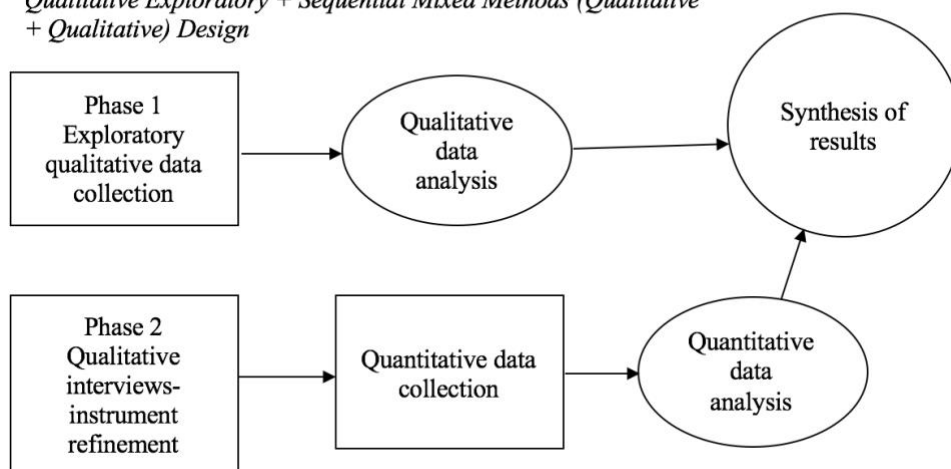 Qualitative Exploratory + Sequential Mixed Methods
+ Qualitative) Design
Phase 1
Exploratory
qualitative data
collection
Qualitative
data
analysis
Synthesis of
results
Phase 2
Qualitative
interviews-
instrument
refinement
Quantitative data
collection
Quantitative
data
analysis